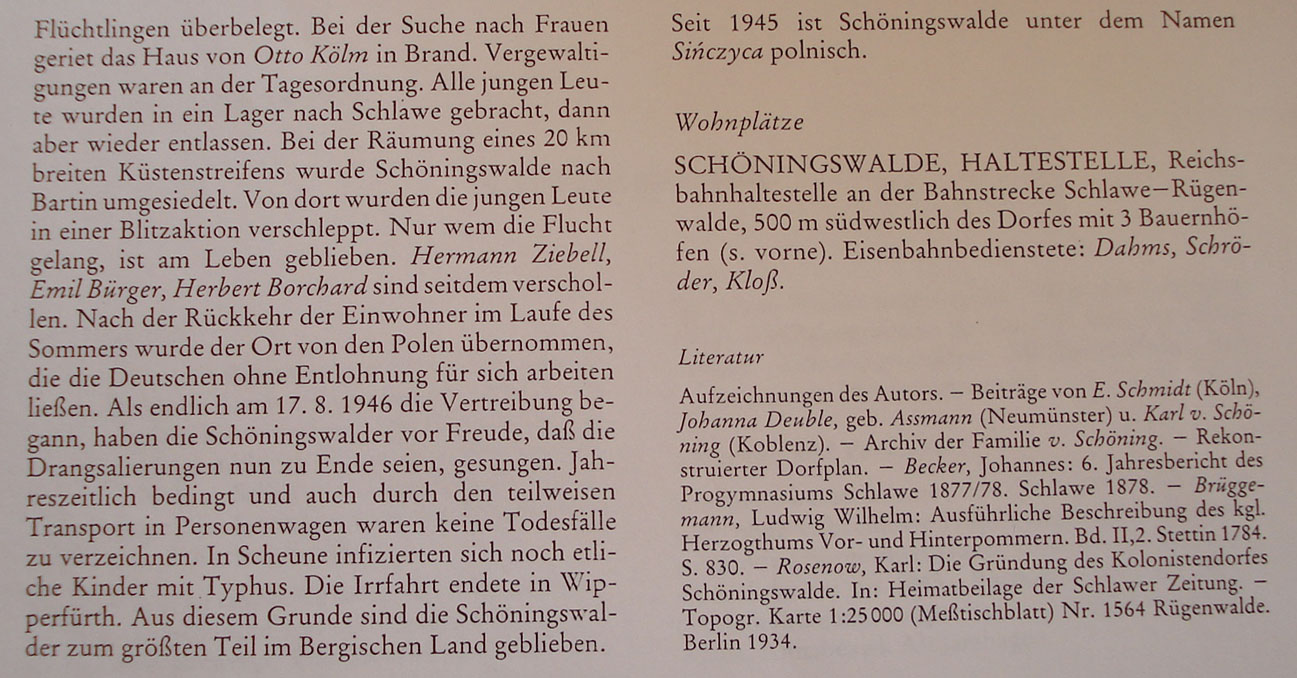 Flüchtlingen überbelegt. Bei der Suche nach Frauen
geriet das Haus von Otto Kölm in Brand. Vergewalti-
gungen waren an der Tagesordnung. Alle jungen Leu-
te wurden in ein Lager nach Schlawe gebracht, dann
aber wieder entlassen. Bei der Räumung eines 20 km
breiten Küstenstreifens wurde Schöningswalde nach
Bartin umgesiedelt. Von dort wurden die jungen Leute
in einer Blitzaktion verschleppt. Nur wem die Flucht
gelang, ist am Leben geblieben. Hermann Ziebell,
Emil Bürger, Herbert Borchard sind seitdem verschol-
len. Nach der Rückkehr der Einwohner im Laufe des
Sommers wurde der Ort von den Polen übernommen,
die die Deutschen ohne Entlohnung für sich arbeiten
ließen. Als endlich am 17. 8. 1946 die Vertreibung be-
gann, haben die Schöningswalder vor Freude, daß die
Drangsalierungen nun zu Ende seien, gesungen. Jah-
reszeitlich bedingt und auch durch den teilweisen
Transport in Personenwagen waren keine Todesfälle
zu verzeichnen. In Scheune infizierten sich noch etli-
che Kinder mit Typhus. Die Irrfahrt endete in Wip-
perfürth. Aus diesem Grunde sind die Schöningswal-
der zum größten Teil im Bergischen Land geblieben.
Seit 1945 ist Schöningswalde unter dem Namen
Sińczyca polnisch.
Wohnplätze
SCHÖNINGSWALDE, HALTESTELLE, Reichs-
bahnhaltestelle an der Bahnstrecke Schlawe—Rügen-
walde, 500 m südwestlich des Dorfes mit 3 Bauernhö-
fen (s. vorne). Eisenbahnbedienstete: Dahms, Schrö-
der, Kloß.
Literatur
Aufzeichnungen des Autors. — Beiträge von E. Schmidt (Köln),
Johanna Deuble, geb. Assmann (Neumünster) u. Karl v. Schö-
ning (Koblenz). — Archiv der Familie v. Schöning. — Rekon-
struierter Dorfplan. — Becker, Johannes: 6. Jahresbericht des
Progymnasiums Schlawe 1877/78. Schlawe 1878. — Brügge-
mann, Ludwig Wilhelm: Ausführliche Beschreibung des kgl.
Herzogthums Vor- und Hinterpommern. Bd. II,2. Stettin 1784.
S. 830. — Rosenow, Karl: Die Gründung des Kolonistendorfes
Schöningswalde. In: Heimatbeilage der Schlawer Zeitung. —
Topogr. Karte 1:25 000 (Meßtischblatt) Nr. 1564 Rügenwalde.
Berlin 1934.